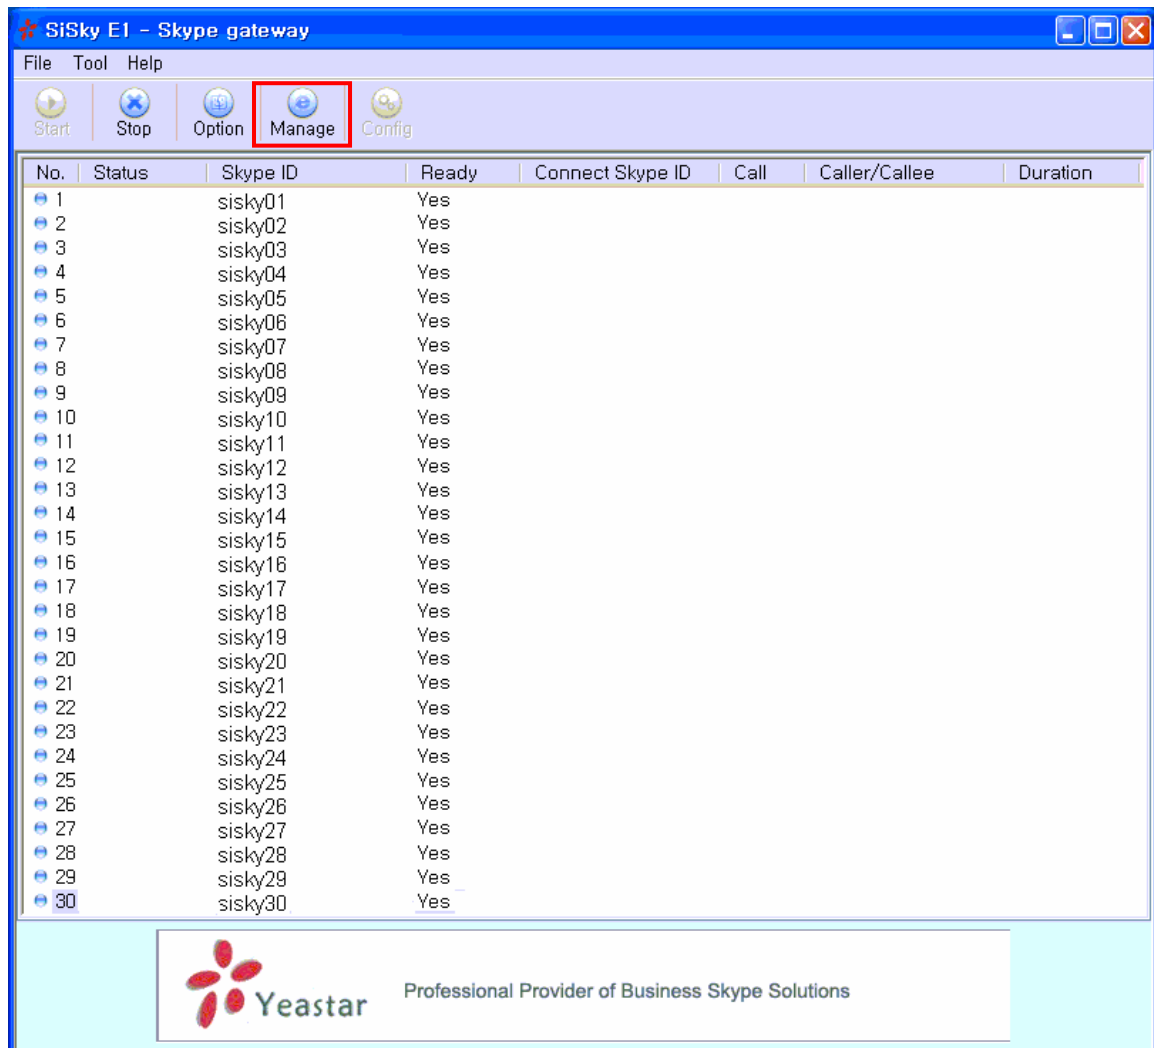 SiSky E1 - Skype gateway
File Tool Help
Start Stop Option Manage Config
No. Status Skype ID Ready Connect Skype ID Call Caller/Callee Duration
1 sisky01 Yes
2 sisky02 Yes
3 sisky03 Yes
4 sisky04 Yes
5 sisky05 Yes
6 sisky06 Yes
7 sisky07 Yes
8 sisky08 Yes
9 sisky09 Yes
10 sisky10 Yes
11 sisky11 Yes
12 sisky12 Yes
13 sisky13 Yes
14 sisky14 Yes
15 sisky15 Yes
16 sisky16 Yes
17 sisky17 Yes
18 sisky18 Yes
19 sisky19 Yes
20 sisky20 Yes
21 sisky21 Yes
22 sisky22 Yes
23 sisky23 Yes
24 sisky24 Yes
25 sisky25 Yes
26 sisky26 Yes
27 sisky27 Yes
28 sisky28 Yes
29 sisky29 Yes
30 sisky30 Yes
Yeastar Professional Provider of Business Skype Solutions